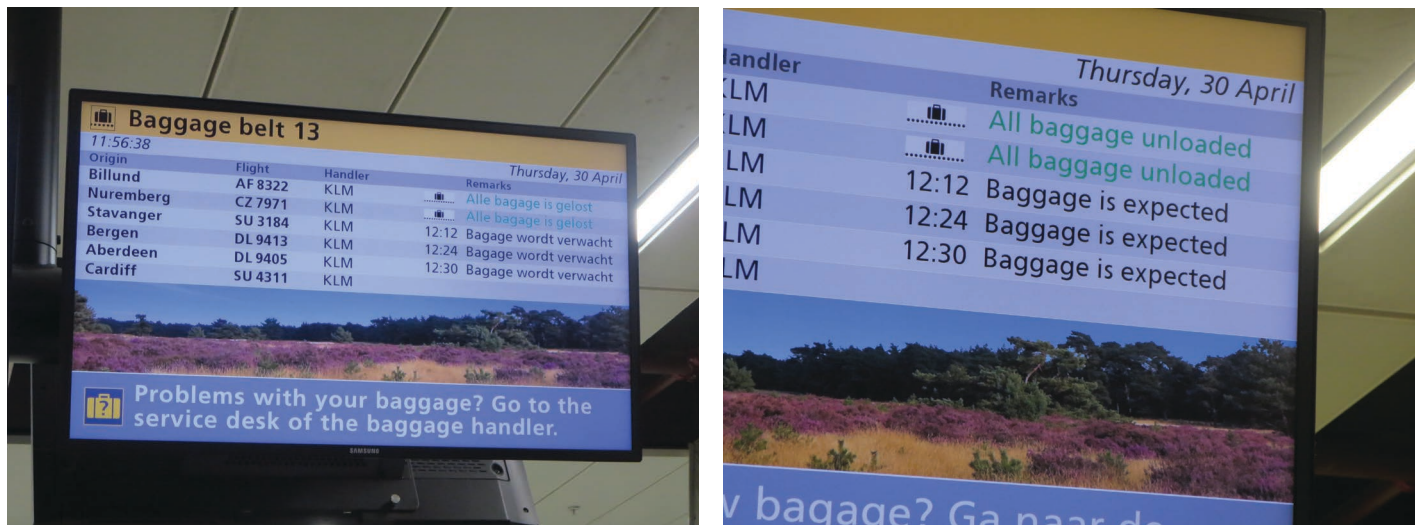 Baggage belt 13
11:56:38 Thursday, 30 April
Origin Flight Handler Remarks
Billund AF 8322 KLM Alle bagage is gelost
Nuremberg CZ 7971 KLM Alle bagage is gelost
Stavanger SU 3184 KLM 12:12 Bagage wordt verwacht
Bergen DL 9413 KLM 12:24 Bagage wordt verwacht
Aberdeen DL 9405 KLM 12:30 Bagage wordt verwacht
Cardiff SU 4311 KLM
?
Problems with your baggage? Go to the
service desk of the baggage handler.
SAMSUNG
Thursday, 30 April
Handler Remarks
KLM All baggage unloaded
KLM All baggage unloaded
KLM 12:12 Baggage is expected
KLM 12:24 Baggage is expected
LM 12:30 Baggage is expected
LM
bagage? Ga naar de